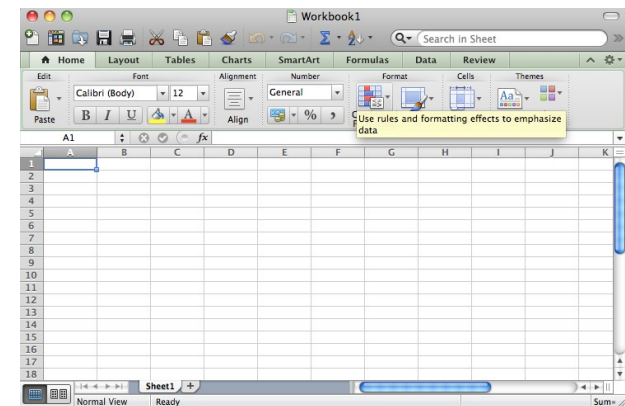 Workbook1
Search in Sheet
Home Layout Tables Charts SmartArt Formulas Data Review
Edit Font Alignment Number Format Cells Themes
Calibri (Body) 12 General
Paste B I U A Align % Aa
Use rules and formatting effects to emphasize
data
A1 fx
A B C D E F G H I J K
1
2
3
4
5
6
7
8
9
10
11
12
13
14
15
16
17
18
Sheet1
Normal View Ready Sum=